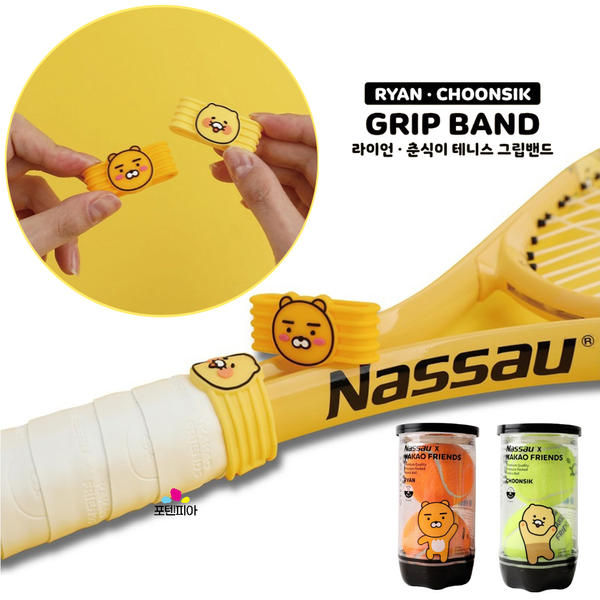 RYAN · CHOONSIK
GRIP BAND
라이언 · 춘식이 테니스 그립밴드
Nassau®
포텐피아
Nassau X
KAKAO FRIENDS
RYAN
Nassau X
KAKAO FRIENDS
CHOONSIK